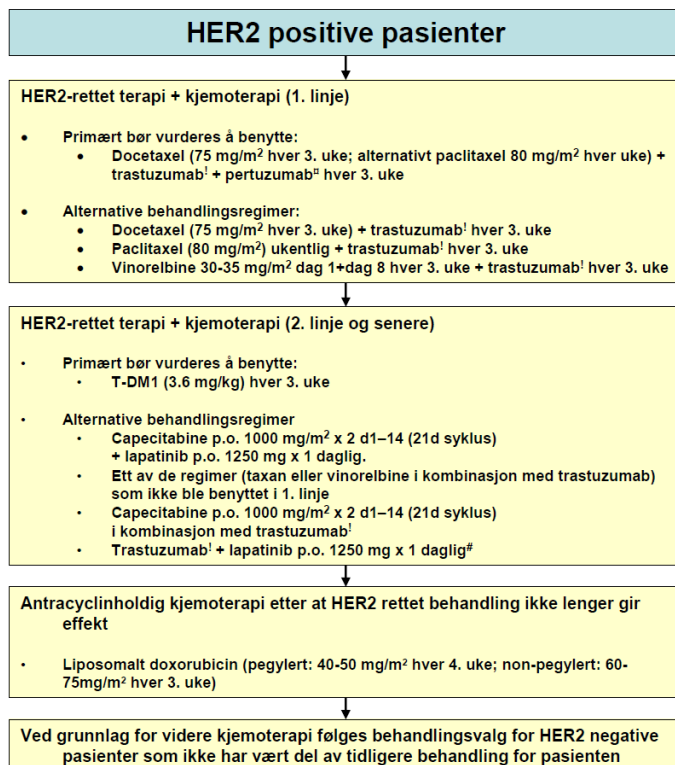 HER2 positive pasienter
HER2-rettet terapi + kjemoterapi (1. linje)
• Primært bør vurderes å benytte:
• Docetaxel (75 mg/m² hver 3. uke; alternativt paclitaxel 80 mg/m² hver uke) +
trastuzumab! + pertuzumab¤ hver 3. uke
• Alternative behandlingsregimer:
• Docetaxel (75 mg/m² hver 3. uke) + trastuzumab! hver 3. uke
• Paclitaxel (80 mg/m²) ukentlig + trastuzumab! hver 3. uke
• Vinorelbine 30-35 mg/m² dag 1+dag 8 hver 3. uke + trastuzumab! hver 3. uke
HER2-rettet terapi + kjemoterapi (2. linje og senere)
• Primært bør vurderes å benytte:
• T-DM1 (3.6 mg/kg) hver 3. uke
• Alternative behandlingsregimer
• Capecitabine p.o. 1000 mg/m² x 2 d1–14 (21d syklus)
+ lapatinib p.o. 1250 mg x 1 daglig.
• Ett av de regimer (taxan eller vinorelbine i kombinasjon med trastuzumab)
som ikke ble benyttet i 1. linje
• Capecitabine p.o. 1000 mg/m² x 2 d1–14 (21d syklus)
i kombinasjon med trastuzumab!
• Trastuzumab! + lapatinib p.o. 1250 mg x 1 daglig#
Antracyclinholdig kjemoterapi etter at HER2 rettet behandling ikke lenger gir
effekt
• Liposomalt doxorubicin (pegylert: 40-50 mg/m² hver 4. uke; non-pegylert: 60-
75mg/m² hver 3. uke)
Ved grunnlag for videre kjemoterapi følges behandlingsvalg for HER2 negative
pasienter som ikke har vært del av tidligere behandling for pasienten